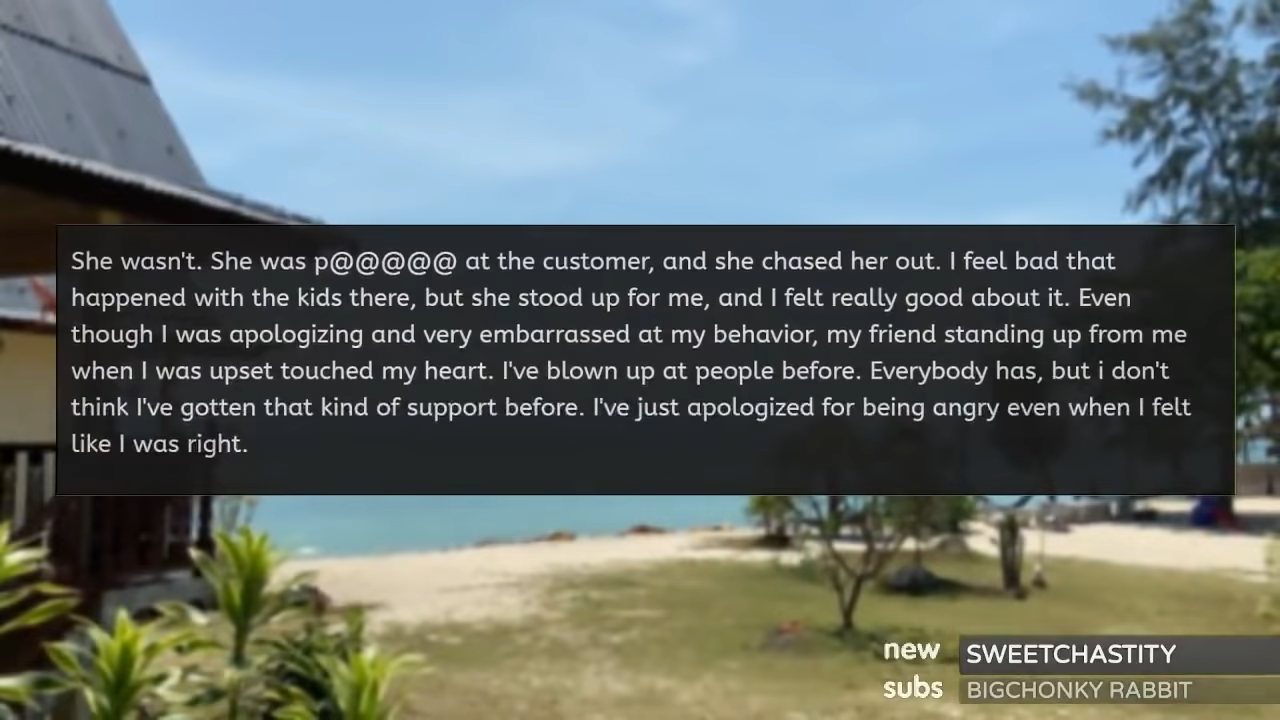 She wasn't. She was p@@@@@ at the customer, and she chased her out. I feel bad that
happened with the kids there, but she stood up for me, and I felt really good about it. Even
though I was apologizing and very embarrassed at my behavior, my friend standing up from me
when I was upset touched my heart. I've blown up at people before. Everybody has, but i don't
think I've gotten that kind of support before. I've just apologized for being angry even when I felt
like I was right.
new SWEETCHASTITY
subs BIGCHONKY RABBIT